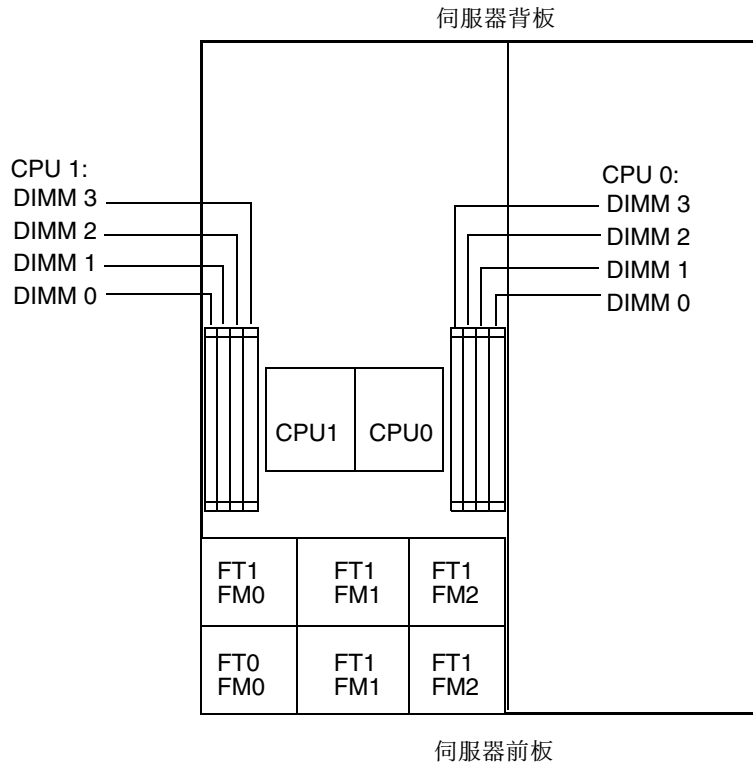 伺服器背板
CPU 1:
DIMM 3
DIMM 2
DIMM 1
DIMM 0
CPU 0:
DIMM 3
DIMM 2
DIMM 1
DIMM 0
CPU1
CPU0
FT1
FM0
FT1
FM1
FT1
FM2
FT0
FM0
FT1
FM1
FT1
FM2
伺服器前板